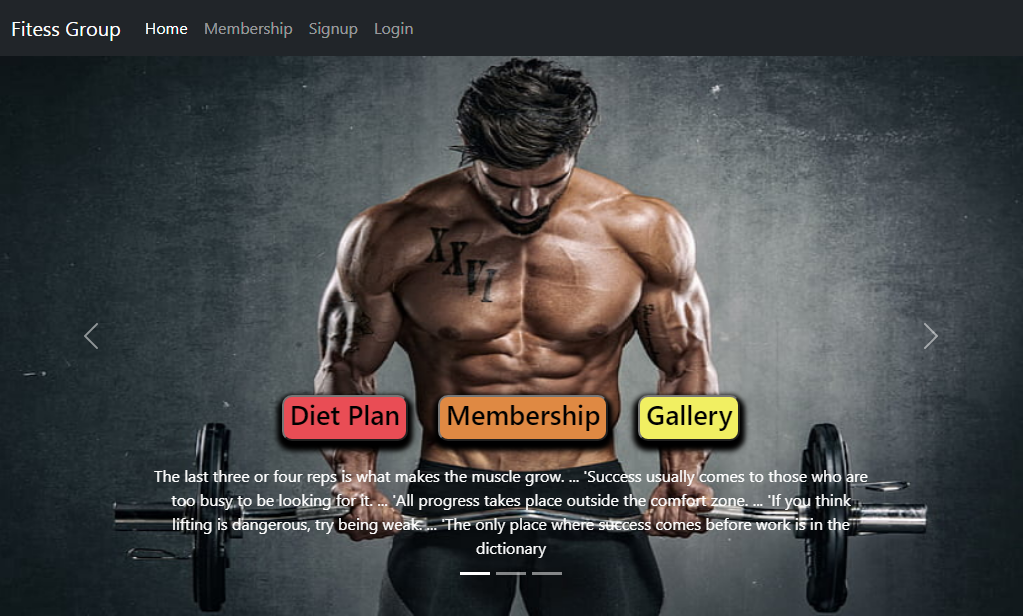 Fitess Group Home Membership Signup Login
XXVI
Diet Plan Membership Gallery
The last three or four reps is what makes the muscle grow. ... 'Success usually comes to those who are
too busy to be looking for it. ... 'All progress takes place outside the comfort zone. ... 'If you think
lifting is dangerous, try being weak. ... 'The only place where success comes before work is in the
dictionary